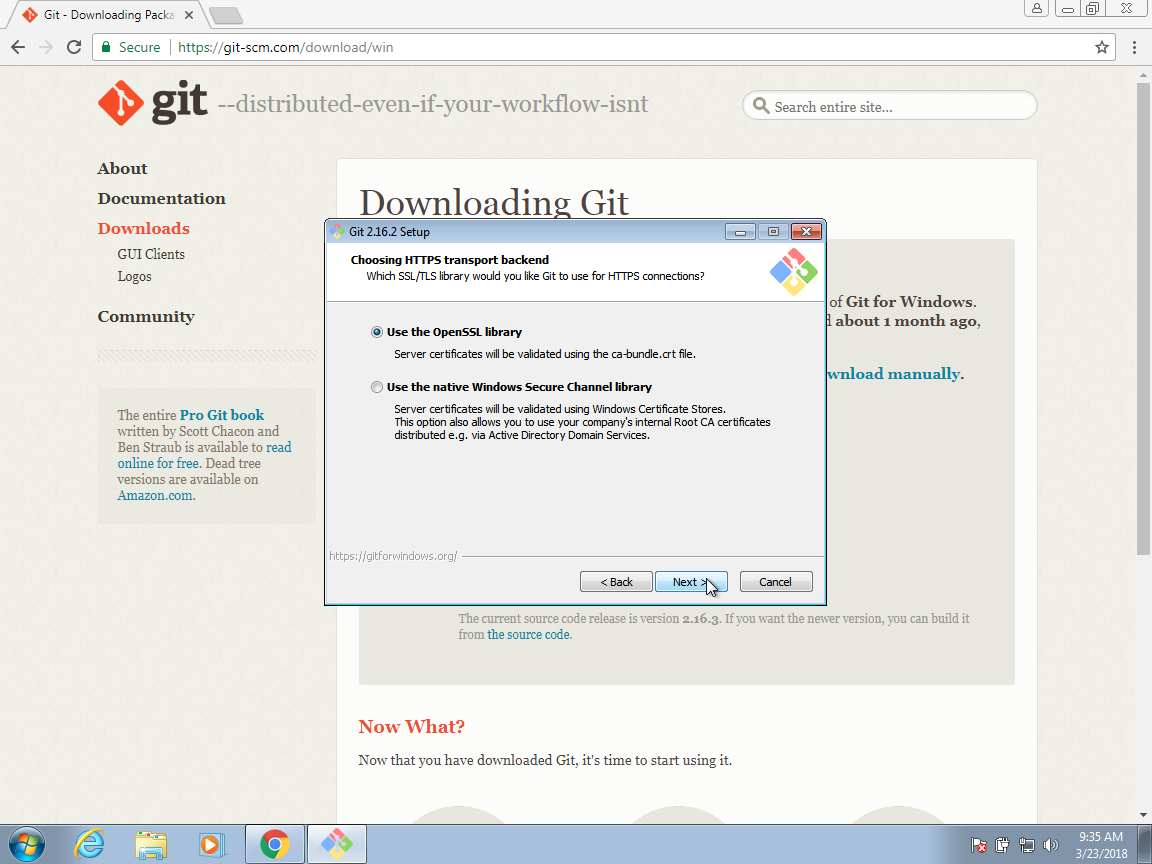 Git - Downloading Packa
Secure
https://git-scm.com/download/win
git --distributed-even-if-your-workflow-isnt
Search entire site...
About
Documentation
Downloads
GUI Clients
Logos
Community
The entire Pro Git book
written by Scott Chacon and
Ben Straub is available to read
online for free. Dead tree
versions are available on
Amazon.com.
Downloading Git
of Git for Windows.
d about 1 month ago,
wnload manually.
Git 2.16.2 Setup
Choosing HTTPS transport backend
Which SSL/TLS library would you like Git to use for HTTPS connections?
Use the OpenSSL library
Server certificates will be validated using the ca-bundle.crt file.
Use the native Windows Secure Channel library
Server certificates will be validated using Windows Certificate Stores.
This option also allows you to use your company's internal Root CA certificates
distributed e.g. via Active Directory Domain Services.
https://gitforwindows.org/
< Back
Next >
Cancel
The current source code release is version 2.16.3. If you want the newer version, you can build it
from the source code.
Now What?
Now that you have downloaded Git, it's time to start using it.
9:35 AM
3/23/2018